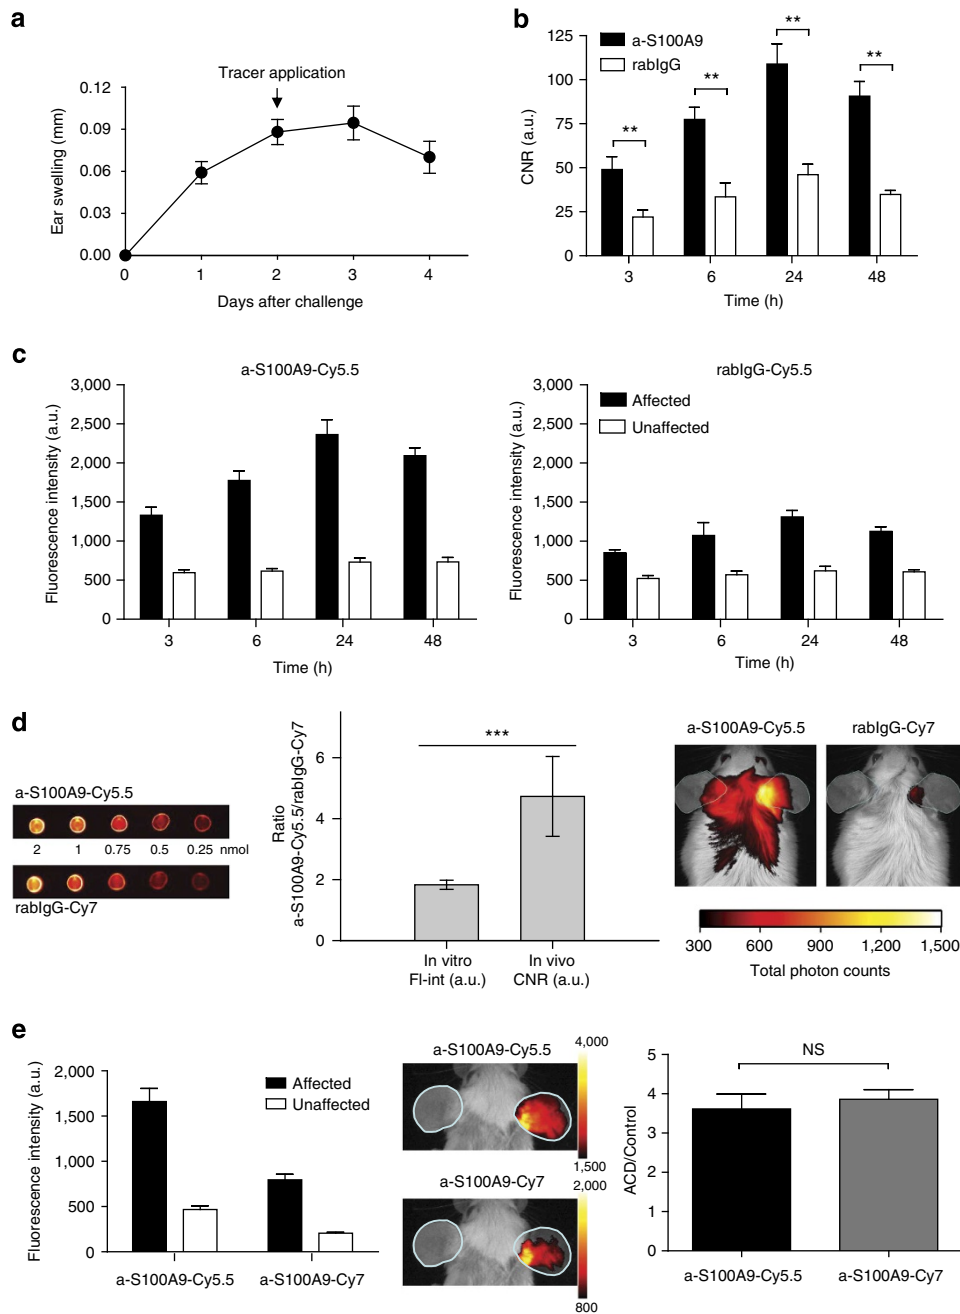 a
Tracer application
0.12
0.09
0.06
0.03
0.00
Ear swelling (mm)
0 1 2 3 4
Days after challenge
b
a-S100A9
rabIgG
125
100
75
50
25
0
CNR (a.u.)
** ** ** **
3 6 24 48
Time (h)
c
a-S100A9-Cy5.5
3,000
2,500
2,000
1,500
1,000
500
0
Fluorescence intensity (a.u.)
3 6 24 48
Time (h)
rabIgG-Cy5.5
Affected
Unaffected
3,000
2,500
2,000
1,500
1,000
500
0
Fluorescence intensity (a.u.)
3 6 24 48
Time (h)
d
a-S100A9-Cy5.5
2 1 0.75 0.5 0.25 nmol
rabIgG-Cy7
Ratio
a-S100A9-Cy5.5/rabIgG-Cy7
6
4
2
0
***
In vitro
Fl-int (a.u.)
In vivo
CNR (a.u.)
a-S100A9-Cy5.5
rabIgG-Cy7
300 600 900 1,200 1,500
Total photon counts
e
2,000
1,500
1,000
500
0
Fluorescence intensity (a.u.)
Affected
Unaffected
a-S100A9-Cy5.5 a-S100A9-Cy7
a-S100A9-Cy5.5
4,000
1,500
a-S100A9-Cy7
2,000
800
5
4
3
2
1
0
ACD/Control
NS
a-S100A9-Cy5.5 a-S100A9-Cy7